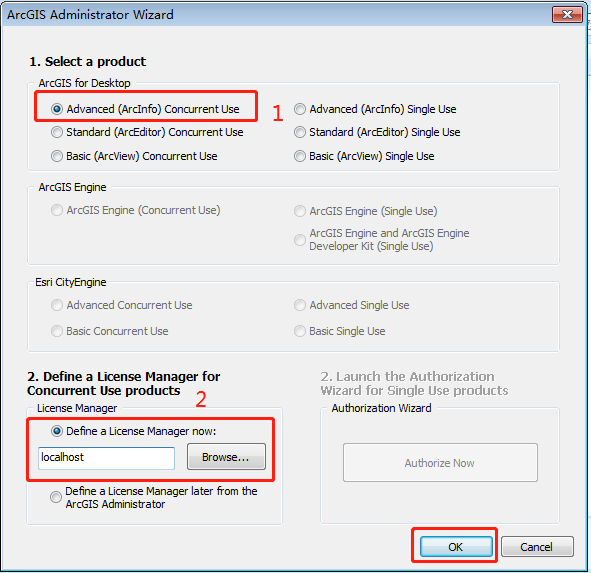 ArcGIS Administrator Wizard
1. Select a product
ArcGIS for Desktop
Advanced (ArcInfo) Concurrent Use
1
Advanced (ArcInfo) Single Use
Standard (ArcEditor) Concurrent Use
Standard (ArcEditor) Single Use
Basic (ArcView) Concurrent Use
Basic (ArcView) Single Use
ArcGIS Engine
ArcGIS Engine (Concurrent Use)
ArcGIS Engine (Single Use)
ArcGIS Engine and ArcGIS Engine
Developer Kit (Single Use)
Esri CityEngine
Advanced Concurrent Use
Advanced Single Use
Basic Concurrent Use
Basic Single Use
2. Define a License Manager for
Concurrent Use products
2
License Manager
Define a License Manager now:
localhost
Browse...
Define a License Manager later from the
ArcGIS Administrator
2. Launch the Authorization
Wizard for Single Use products
Authorization Wizard
Authorize Now
OK
Cancel